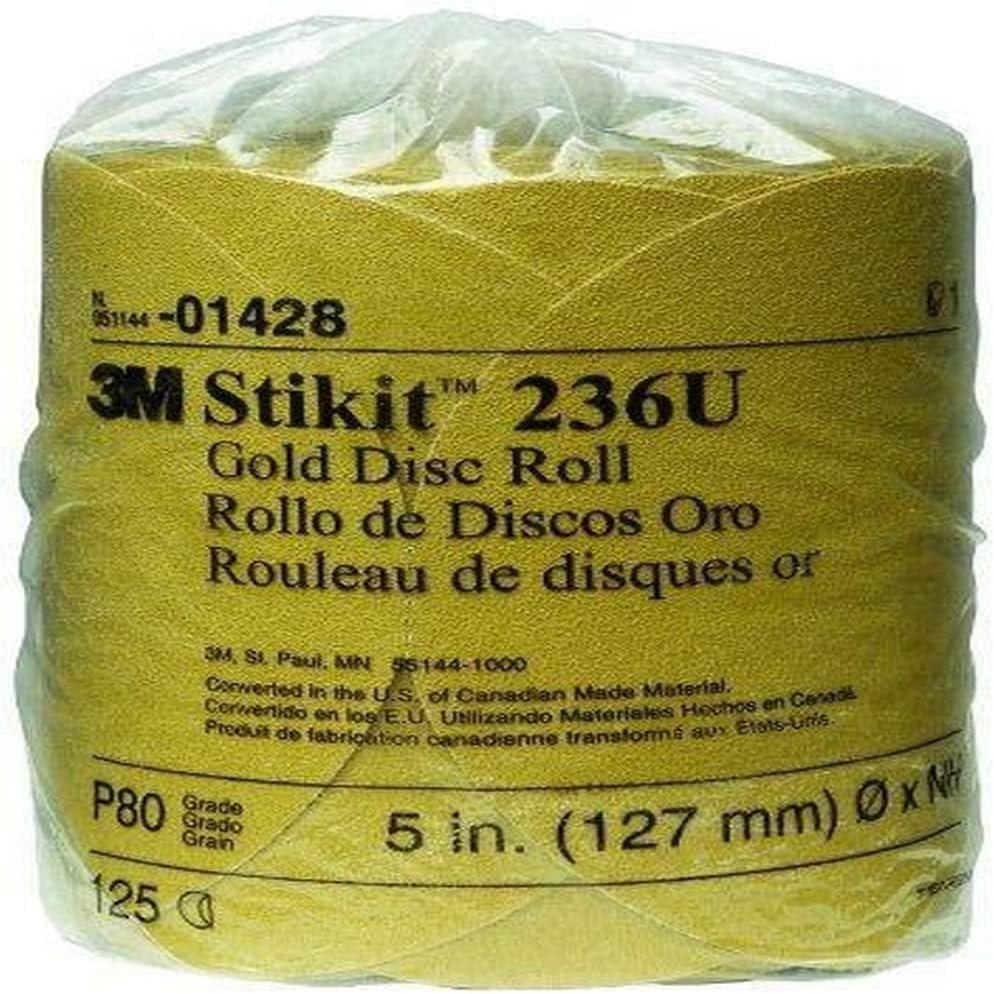 NL
051144 -01428
1
3M Stikit™ 236U
Gold Disc Roll
Rollo de Discos Oro
Rouleau de disques or
3M, St. Paul, MN 55144-1000
Converted in the U.S. of Canadian Made Material.
Convertido en los E.U. Utilizando Materiales Hechos en Canadá.
Produit de fabrication canadienne transformé aux États-Unis.
P80 Grade
Grado
Grain
5 in. (127 mm) Ø x NH
125